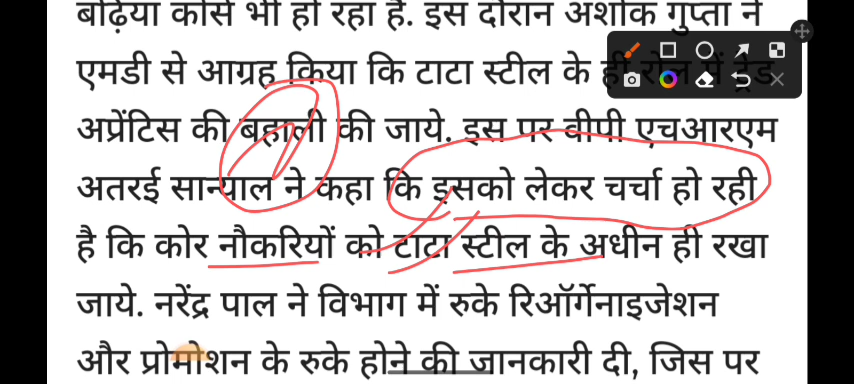 बढ़िया कोर्स भी हो रहा है. इस दौरान अशोक गुप्ता ने
एमडी से आग्रह किया कि टाटा स्टील के ही रोल में ट्रेड
अप्रेंटिस की बहाली की जाये. इस पर वीपी एचआरएम
अतरई सान्याल ने कहा कि इसको लेकर चर्चा हो रही
है कि कोर नौकरियों को टाटा स्टील के अधीन ही रखा
जाये. नरेंद्र पाल ने विभाग में रुके रिऑर्गेनाइजेशन
और प्रोमोशन के रुके होने की जानकारी दी, जिस पर